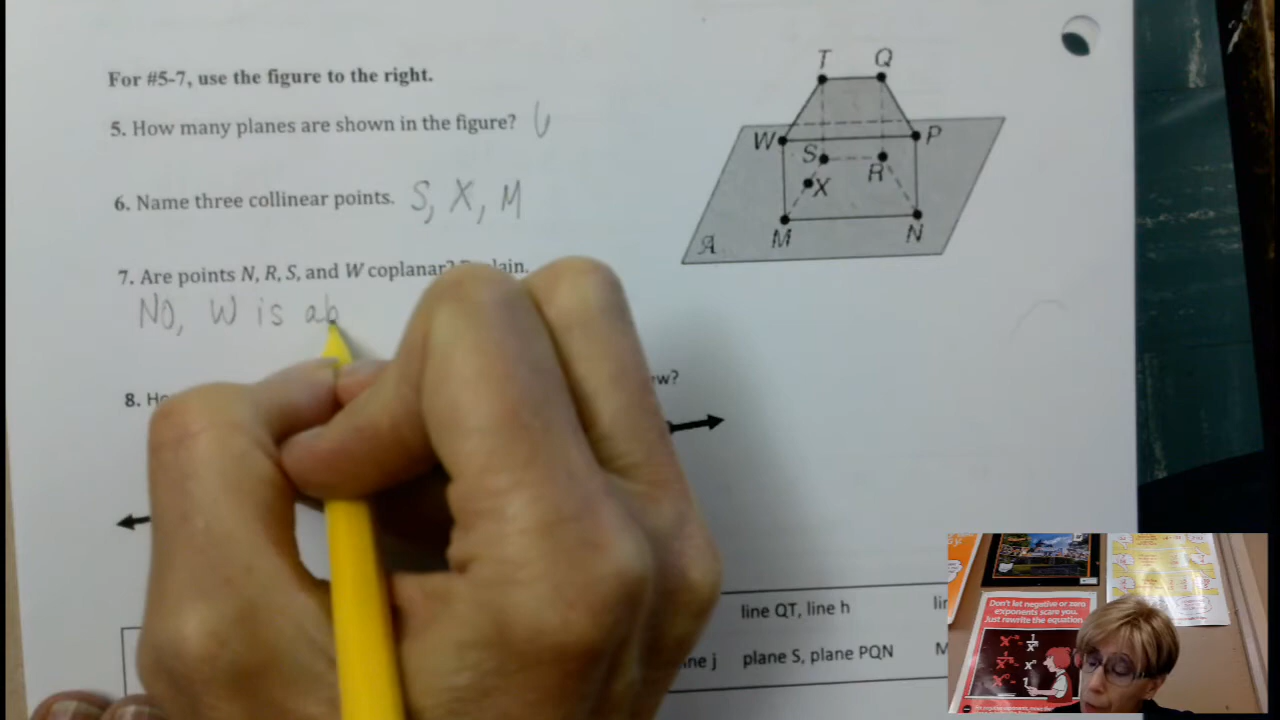 For #5-7, use the figure to the right.
5. How many planes are shown in the figure?
6. Name three collinear points. S, X, M
7. Are points N, R, S, and W coplanar?
NO, W is ab
8.
T Q
W P
S R
X
A M N
line QT, line h
plane S, plane PQN
Don't let negative or zero
exponents scare you.
Just rewrite the equation.